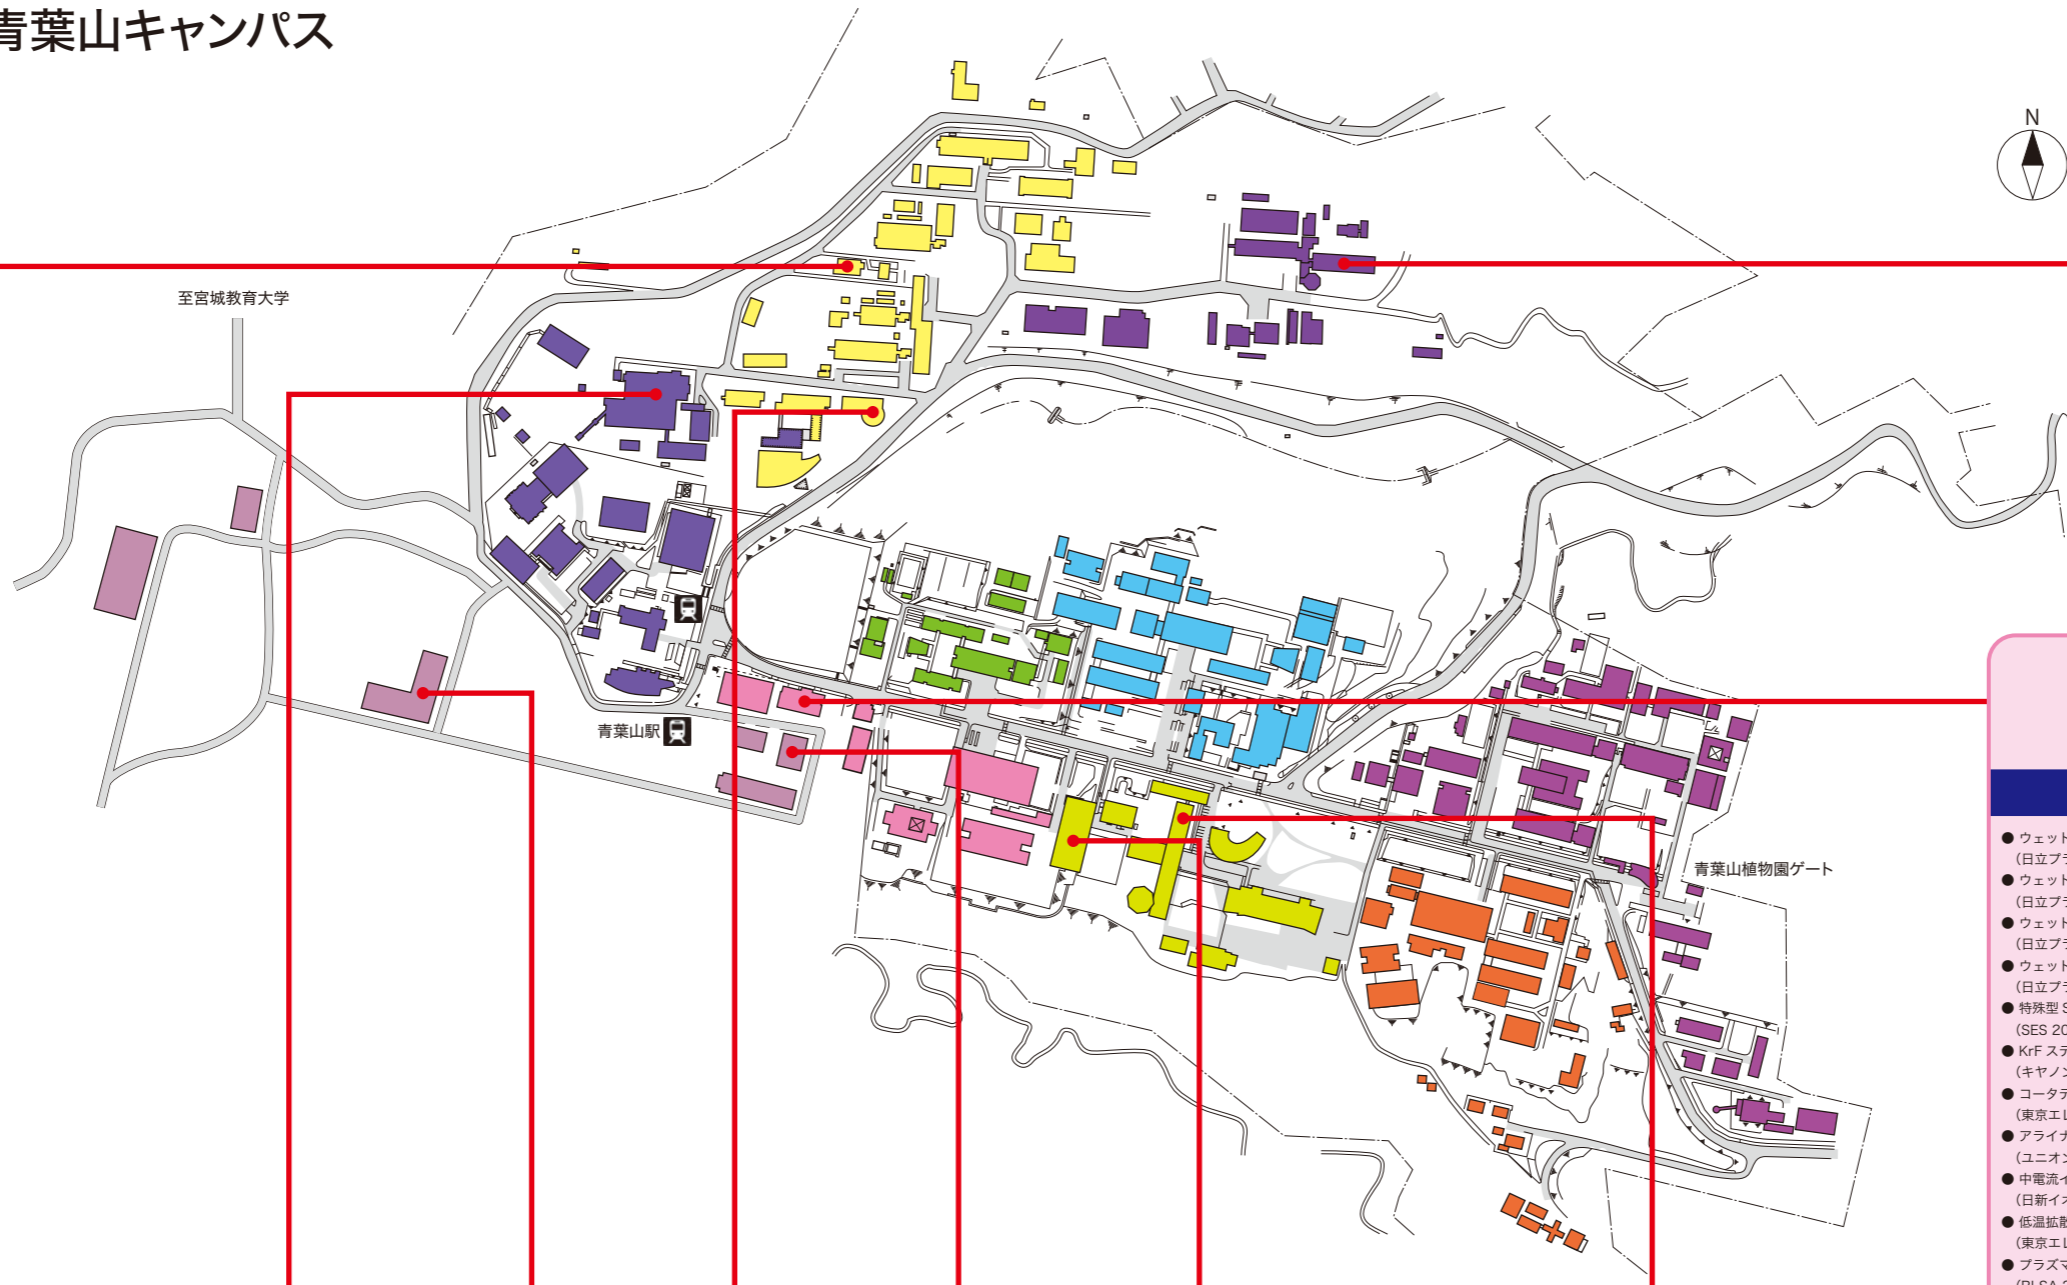 青葉山キャンパス
N
至宮城教育大学
青葉山駅
青葉山植物園ゲート
● ウェット
(日立プラ
● ウェット
(日立プラ
● ウェット
(日立プラ
● ウェット
(日立プラ
● 特殊型 S
(SES 20
● KrF ステ
(キヤノン
● コータデ
(東京エレ
● アライナ
(ユニオン
● 中電流イ
(日新イオ
● 低温拡散
(東京エレ
● プラズマ